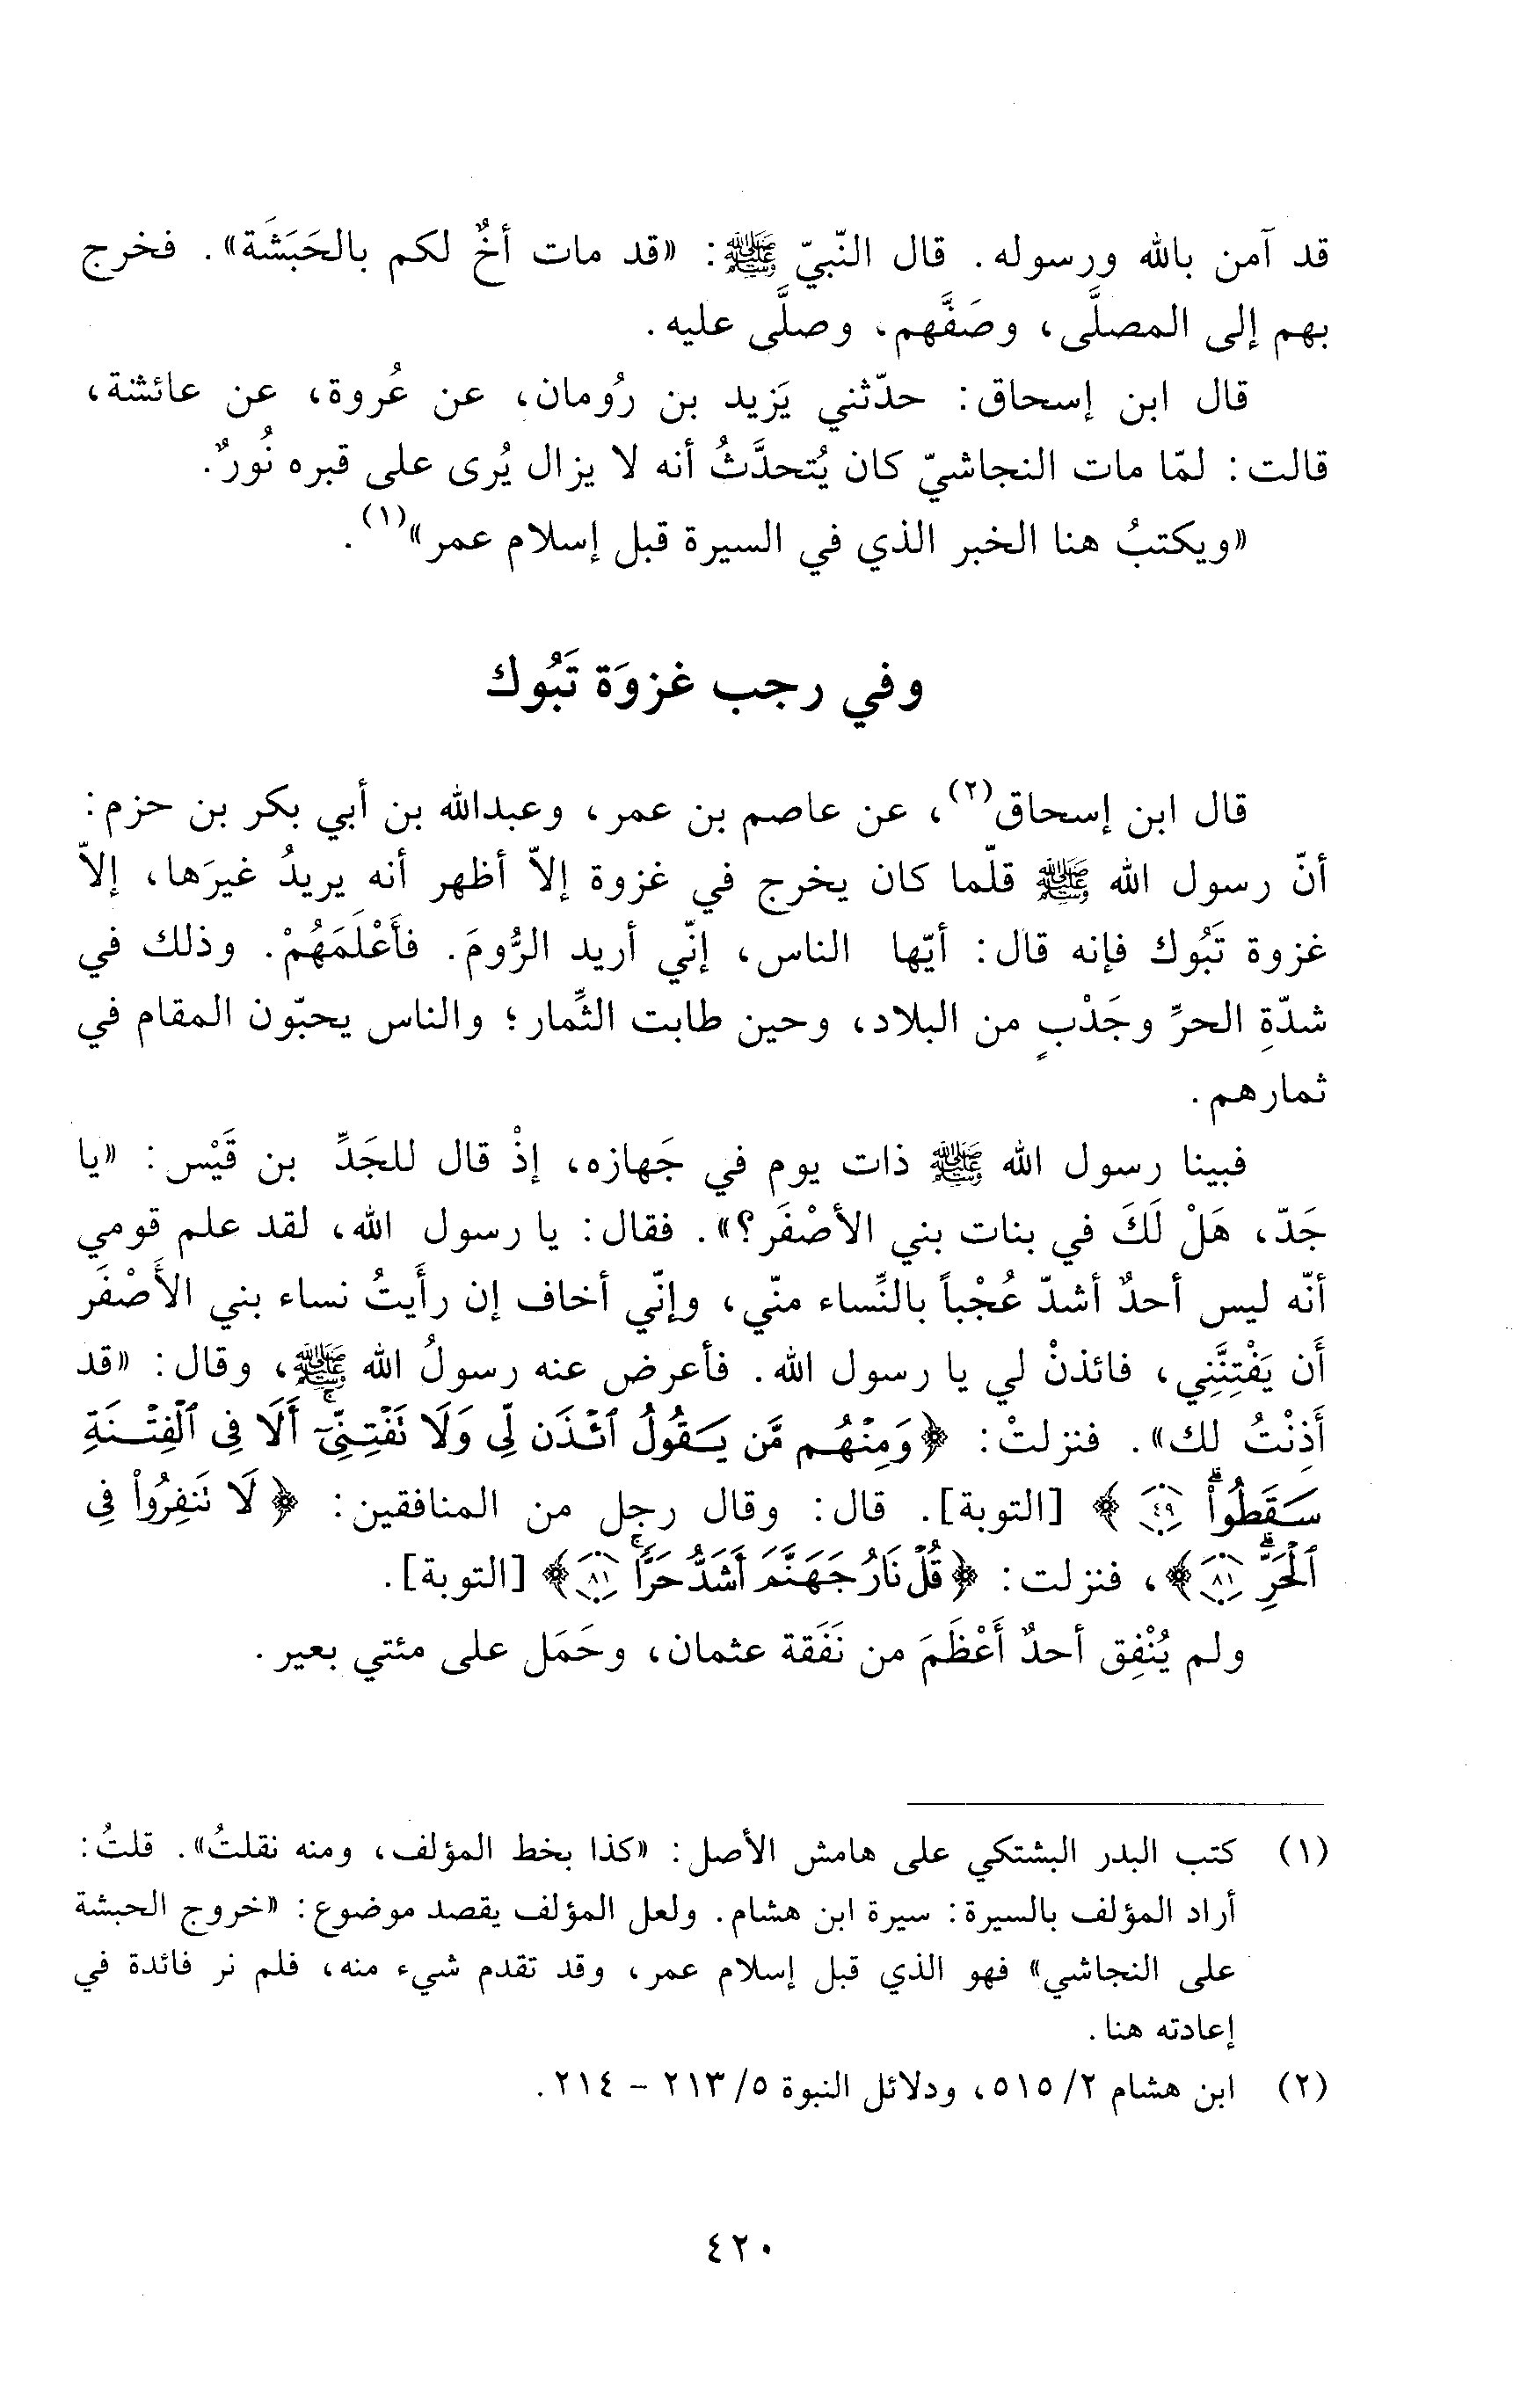 قد آمن بالله ورسوله. قال النّبيّ ﷺ: «قد مات أخٌ لكم بالحَبَشَة». فخرج
بهم إلى المصلَّى، وصَفَّهم، وصلَّى عليه.
قال ابن إسحاق: حدّثني يَزيد بن رُومان، عن عُروة، عن عائشة،
قالت: لمّا مات النجاشيّ كان يُتحدَّثُ أنه لا يزال يُرى على قبره نُورٌ.
«ويكتبُ هنا الخبر الذي في السيرة قبل إسلام عمر»(١).
وفي رجب غزوَة تَبُوك
قال ابن إسحاق(٢)، عن عاصم بن عمر، وعبدالله بن أبي بكر بن حزم:
أنّ رسول الله ﷺ قلّما كان يخرج في غزوة إلاّ أظهر أنه يريدُ غيرَها، إلاّ
غزوة تَبُوك فإنه قال: أيّها الناس، إنّي أريد الرُّومَ. فأَعْلَمَهُمْ. وذلك في
شدّةِ الحرِّ وجَدْبٍ من البلاد، وحين طابت الثِّمار؛ والناس يحبّون المقام في
ثمارهم.
فبينا رسول الله ﷺ ذات يوم في جَهازه، إذْ قال للجَدِّ بن قَيْس: «يا
جَدّ، هَلْ لَكَ في بنات بني الأصْفَر؟». فقال: يا رسول الله، لقد علم قومي
أنّه ليس أحدٌ أشدّ عُجْباً بالنِّساء منّي، وإنّي أخاف إن رأَيتُ نساء بني الأَصْفَر
أَن يَفْتِنَّنِي، فائذنْ لي يا رسول الله. فأعرض عنه رسولُ الله ﷺ، وقال: «قد
أَذِنْتُ لك». فنزلتْ: ﴿وَمِنْهُم مَّن يَقُولُ ٱئْذَن لِّى وَلَا تَفْتِنِّىٓ ۚ أَلَا فِى ٱلْفِتْنَةِ
سَقَطُوا۟ ۗ ۝٤٩﴾ [التوبة]. قال: وقال رجل من المنافقين: ﴿لَا تَنفِرُوا۟ فِى
ٱلْحَرِّ ۗ ۝٨١﴾، فنزلت: ﴿قُلْ نَارُ جَهَنَّمَ أَشَدُّ حَرًّا ۚ ۝٨١﴾ [التوبة].
ولم يُنْفِق أحدٌ أَعْظَمَ من نَفَقة عثمان، وحَمَل على مئتي بعير.
(١) كتب البدر البشتكي على هامش الأصل: «كذا بخط المؤلف، ومنه نقلتُ». قلتُ:
أراد المؤلف بالسيرة: سيرة ابن هشام. ولعل المؤلف يقصد موضوع: «خروج الحبشة
على النجاشي» فهو الذي قبل إسلام عمر، وقد تقدم شيء منه، فلم نر فائدة في
إعادته هنا.
(٢) ابن هشام ٢/ ٥١٥، ودلائل النبوة ٥/ ٢١٣ - ٢١٤.
٤٢٠